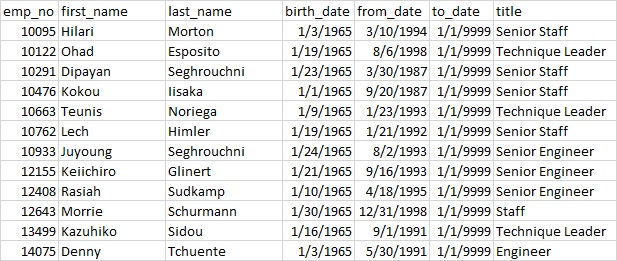 emp_no first_name last_name birth_date from_date to_date title
10095 Hilari Morton 1/3/1965 3/10/1994 1/1/9999 Senior Staff
10122 Ohad Esposito 1/19/1965 8/6/1998 1/1/9999 Technique Leader
10291 Dipayan Seghrouchni 1/23/1965 3/30/1987 1/1/9999 Senior Staff
10476 Kokou Iisaka 1/1/1965 9/20/1987 1/1/9999 Senior Staff
10663 Teunis Noriega 1/9/1965 1/23/1993 1/1/9999 Technique Leader
10762 Lech Himler 1/19/1965 1/21/1992 1/1/9999 Senior Staff
10933 Juyoung Seghrouchni 1/24/1965 8/2/1993 1/1/9999 Senior Engineer
12155 Keiichiro Glinert 1/21/1965 9/16/1993 1/1/9999 Senior Engineer
12408 Rasiah Sudkamp 1/10/1965 4/18/1995 1/1/9999 Senior Engineer
12643 Morrie Schurmann 1/30/1965 12/31/1998 1/1/9999 Staff
13499 Kazuhiko Sidou 1/16/1965 9/1/1991 1/1/9999 Technique Leader
14075 Denny Tchuente 1/3/1965 5/30/1991 1/1/9999 Engineer